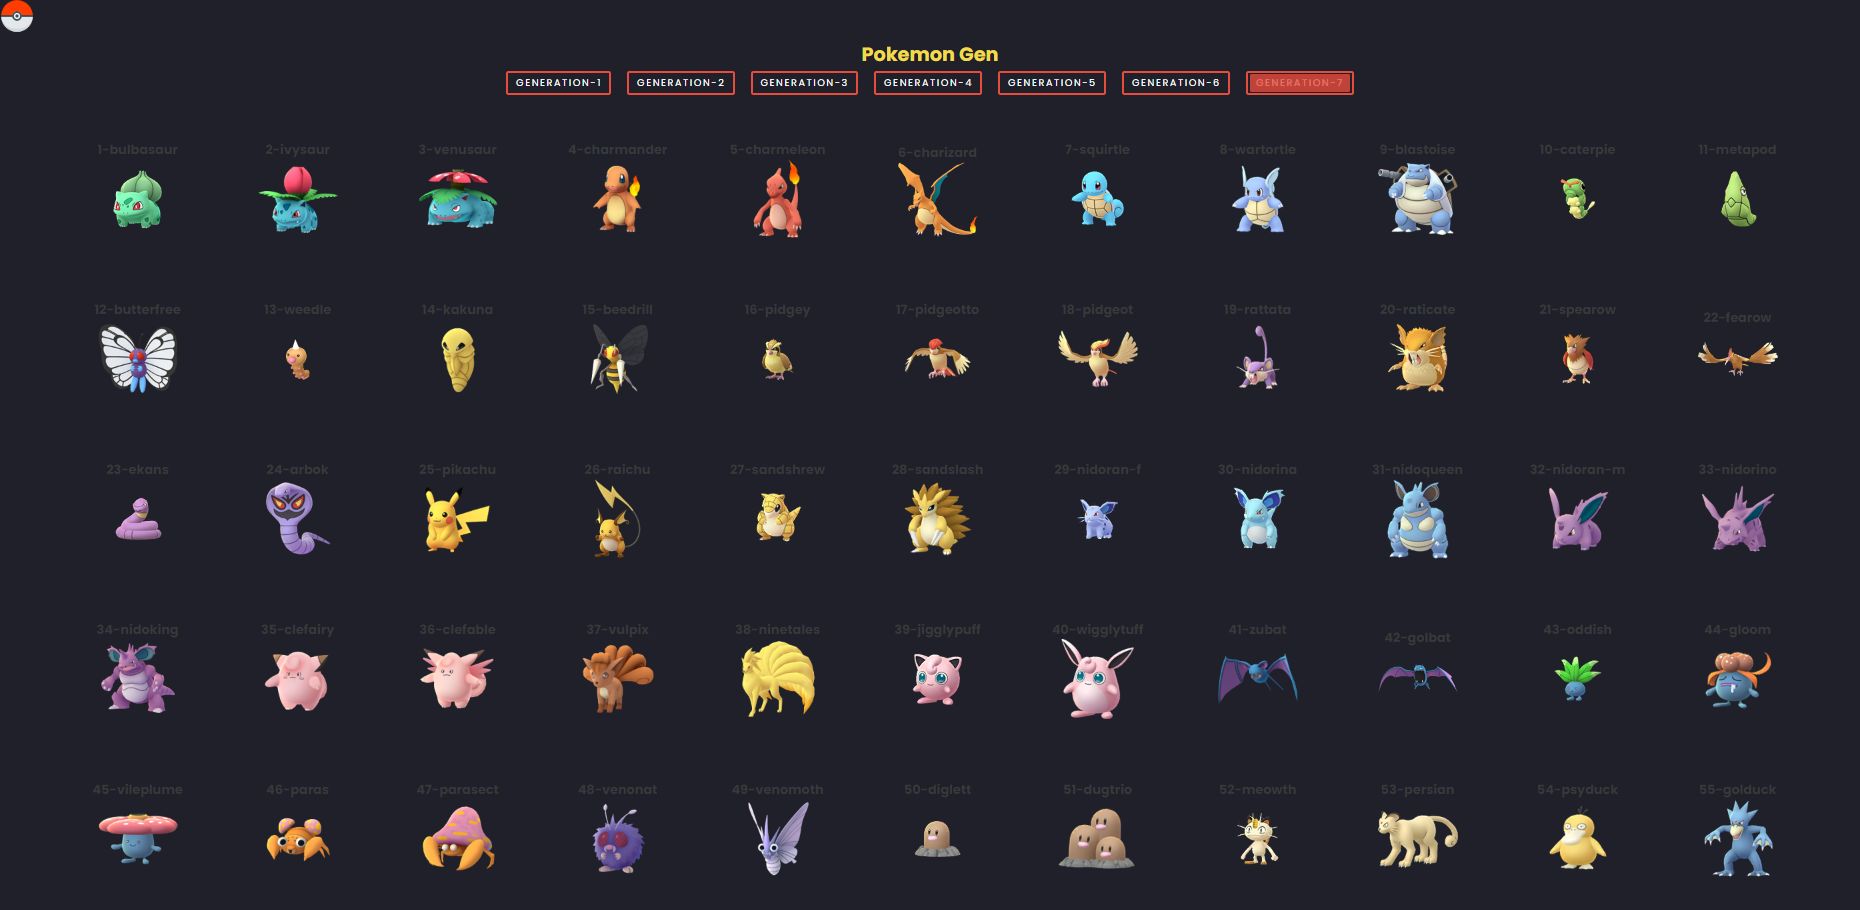 Pokemon Gen
GENERATION-1 GENERATION-2 GENERATION-3 GENERATION-4 GENERATION-5 GENERATION-6 GENERATION-7
1-bulbasaur 2-ivysaur 3-venusaur 4-charmander 5-charmeleon 6-charizard 7-squirtle 8-wartortle 9-blastoise 10-caterpie 11-metapod
12-butterfree 13-weedle 14-kakuna 15-beedrill 16-pidgey 17-pidgeotto 18-pidgeot 19-rattata 20-raticate 21-spearow 22-fearow
23-ekans 24-arbok 25-pikachu 26-raichu 27-sandshrew 28-sandslash 29-nidoran-f 30-nidorina 31-nidoqueen 32-nidoran-m 33-nidorino
34-nidoking 35-clefairy 36-clefable 37-vulpix 38-ninetales 39-jigglypuff 40-wigglytuff 41-zubat 42-golbat 43-oddish 44-gloom
45-vileplume 46-paras 47-parasect 48-venonat 49-venomoth 50-diglett 51-dugtrio 52-meowth 53-persian 54-psyduck 55-golduck